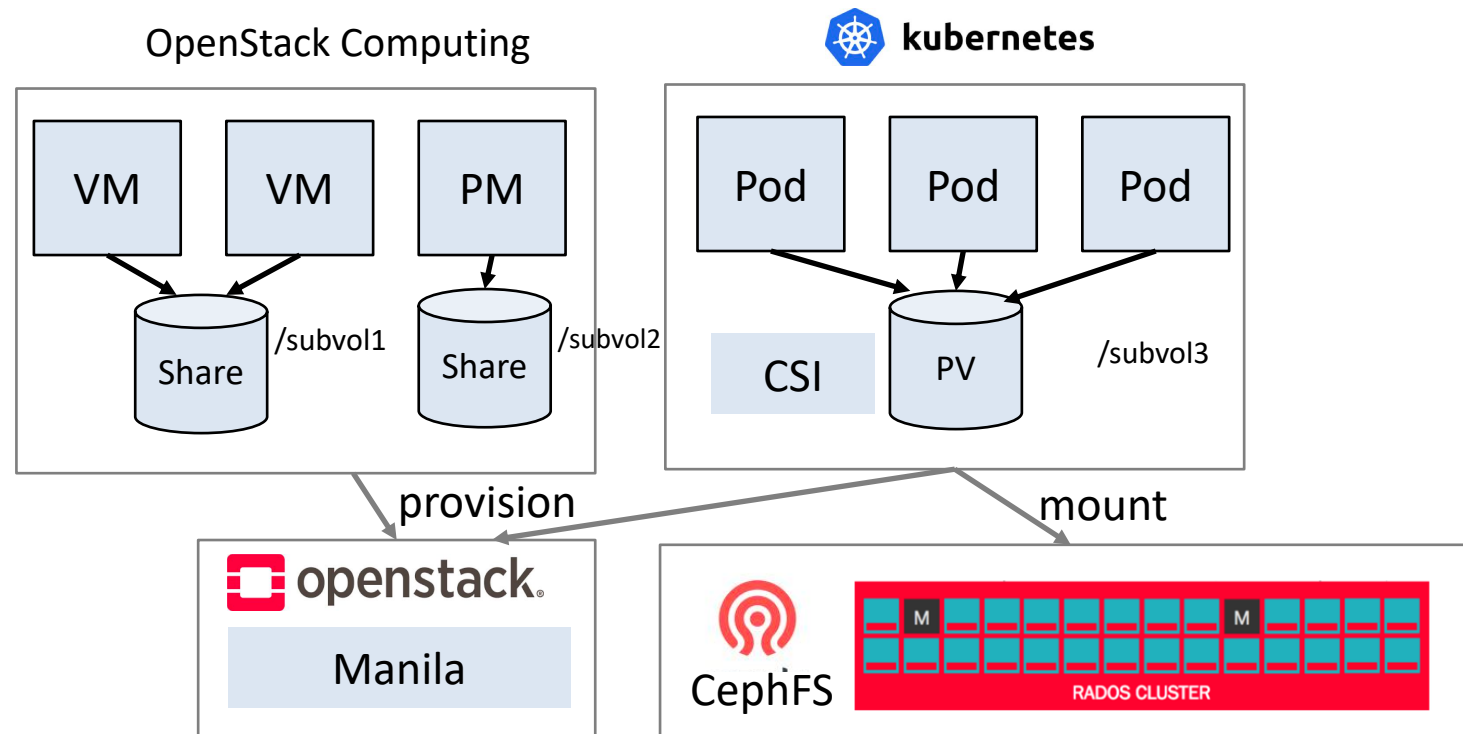 OpenStack Computing
kubernetes
VM
VM
PM
Pod
Pod
Pod
Share
/subvol1
Share
/subvol2
CSI
PV
/subvol3
provision
mount
openstack.
Manila
CephFS
M
M
RADOS CLUSTER